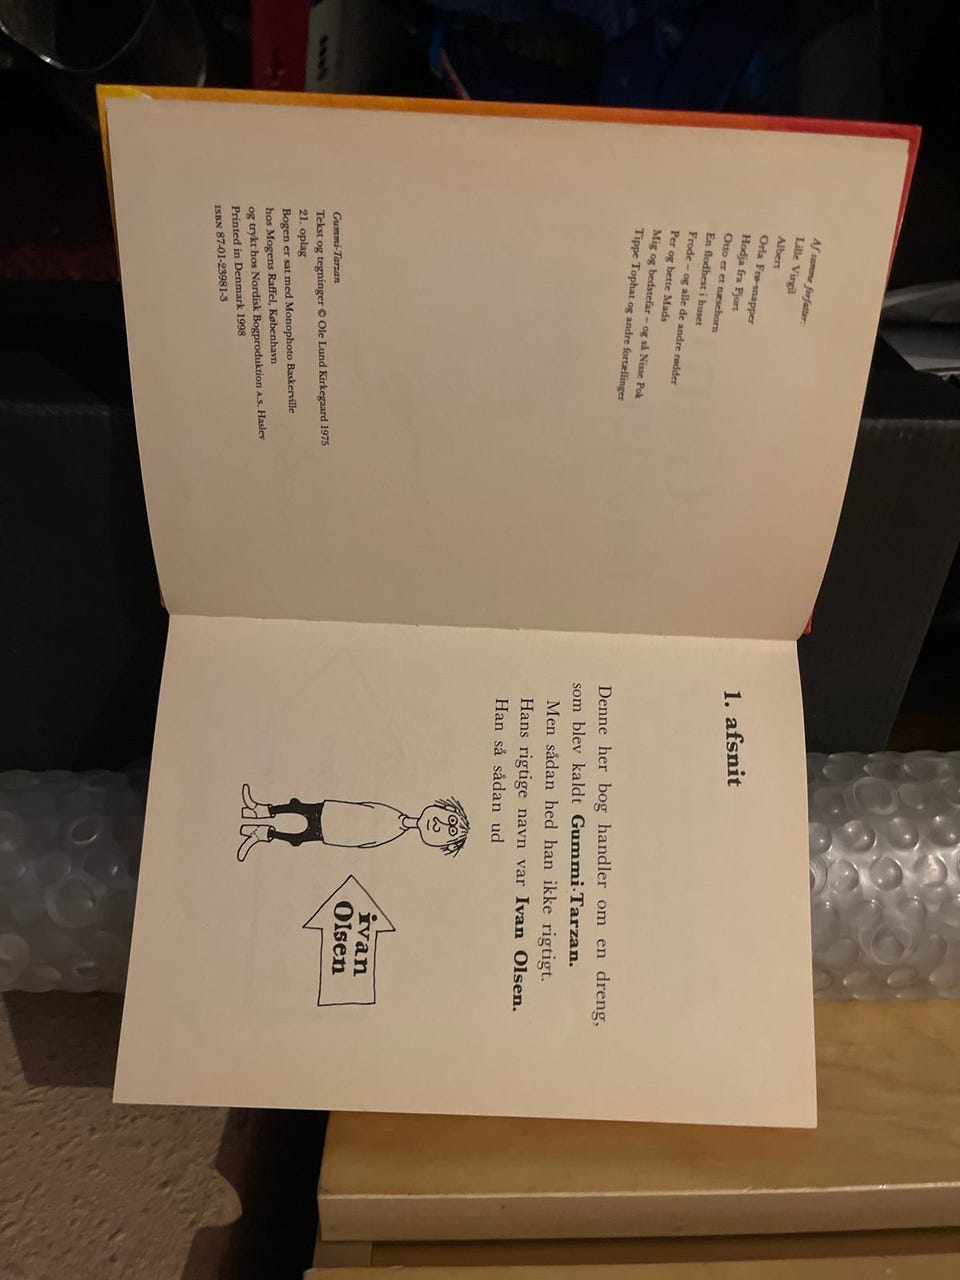 Af samme forfatter:
Lille Virgil
Albert
Orla Frø-snapper
Hodja fra Pjort
Otto er et næsehorn
En flodhest i huset
Frode – og alle de andre rødder
Per og bette Mads
Mig og bedstefar – og så Nisse Pok
Tippe Tophat og andre fortællinger
Gummi-Tarzan
Tekst og tegninger © Ole Lund Kirkegaard 1975
21. oplag
Bogen er sat med Monophoto Baskerville
hos Mogens Raffel, København
og trykt hos Nordisk Bogproduktion A.S. Haslev
Printed in Denmark 1998
ISBN 87-01-23981-3
1. afsnit
Denne her bog handler om en dreng,
som blev kaldt Gummi-Tarzan.
Men sådan hed han ikke rigtigt.
Hans rigtige navn var Ivan Olsen.
Han så sådan ud
ivan
Olsen